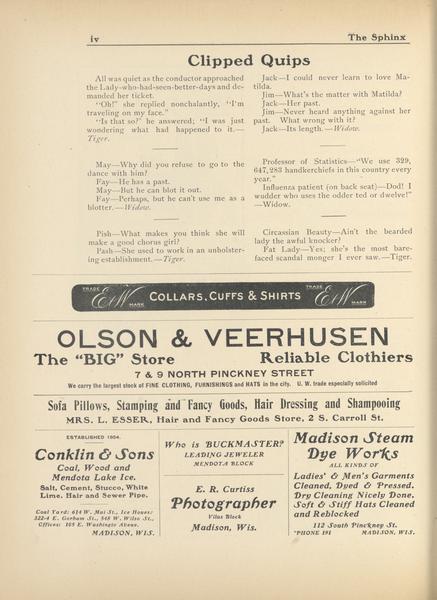 iv
The Sphinx
Clipped Quips
All was quiet as the conductor approached
the Lady-who-had-seen-better-days and de-
manded her ticket.
"Oh!" she replied nonchalantly, "I'm
traveling on my face."
"Is that so?" he answered; "I was just
wondering what had happened to it.—
Tiger.
May—Why did you refuse to go to the
dance with him?
Fay—He has a past.
May—But he can blot it out.
Fay—Perhaps, but he can't use me as a
blotter.—Widow.
Pish—What makes you think she will
make a good chorus girl?
Pash—She used to work in an unbolster-
ing establishment.—Tiger.
Jack—I could never learn to love Ma-
tilda.
Jim—What's the matter with Matilda?
Jack—Her past.
Jim—Never heard anything against her
past. What wrong with it?
Jack—Its length.—Widow.
Professor of Statistics—"We use 329,
647,283 handkerchiefs in this country every
year."
Influenza patient (on back seat)—Dod! I
wudder who uses the odder ted or dwelve!"
—Widow.
Circassian Beauty—Ain't the bearded
lady the awful knocker?
Fat Lady—Yes; she's the most bare-
faced scandal monger I ever saw.—Tiger.
TRADE E&W MARK COLLARS, CUFFS & SHIRTS TRADE E&W MARK
OLSON & VEERHUSEN
The "BIG" Store Reliable Clothiers
7 & 9 NORTH PINCKNEY STREET
We carry the largest stock of FINE CLOTHING, FURNISHINGS and HATS in the city. U. W. trade especially solicited
Sofa Pillows, Stamping and Fancy Goods, Hair Dressing and Shampooing
MRS. L. ESSER, Hair and Fancy Goods Store, 2 S. Carroll St.
ESTABLISHED 1854.
Conklin & Sons
Coal, Wood and
Mendota Lake Ice.
Salt, Cement, Stucco, White
Lime, Hair and Sewer Pipe.
Coal Yard: 614 W. Mai St., Ice Houses:
322-4 E. Gorham St., 548 W. Wilso St.,
Offices: 105 E. Washingto Avenue.
MADISON, WIS.
Who is BUCKMASTER?
LEADING JEWELER
MENDOTA BLOCK
E. R. Curtiss
Photographer
Vilas Block
Madison, Wis.
Madison Steam
Dye Works
ALL KINDS OF
Ladies' & Men's Garments
Cleaned, Dyed & Pressed.
Dry Cleaning Nicely Done.
Soft & Stiff Hats Cleaned
and Reblocked
112 South Pinckney St.
'PHONE 191 MADISON, WIS.